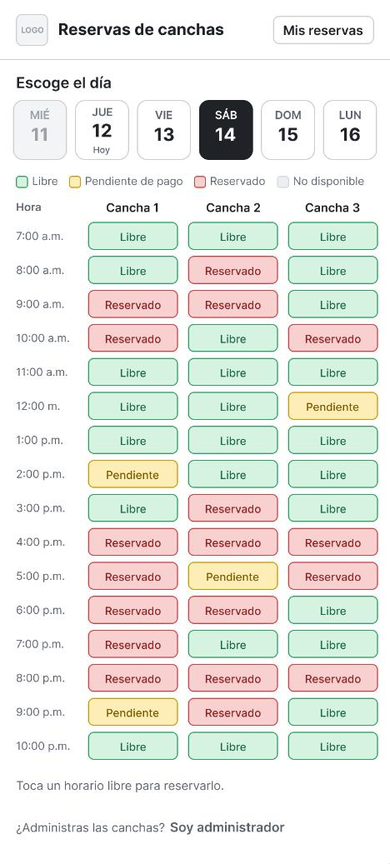 LOGO Reservas de canchas Mis reservas
Escoge el día
MIÉ JUE VIE SÁB DOM LUN
11 12 13 14 15 16
Hoy
Libre Pendiente de pago Reservado No disponible
Hora Cancha 1 Cancha 2 Cancha 3
7:00 a.m. Libre Libre Libre
8:00 a.m. Libre Reservado Libre
9:00 a.m. Reservado Reservado Libre
10:00 a.m. Reservado Libre Reservado
11:00 a.m. Libre Libre Libre
12:00 m. Libre Libre Pendiente
1:00 p.m. Libre Libre Libre
2:00 p.m. Pendiente Libre Libre
3:00 p.m. Libre Reservado Libre
4:00 p.m. Reservado Reservado Reservado
5:00 p.m. Reservado Pendiente Reservado
6:00 p.m. Reservado Reservado Libre
7:00 p.m. Reservado Libre Libre
8:00 p.m. Reservado Reservado Reservado
9:00 p.m. Pendiente Reservado Libre
10:00 p.m. Libre Libre Libre
Toca un horario libre para reservarlo.
¿Administras las canchas? Soy administrador